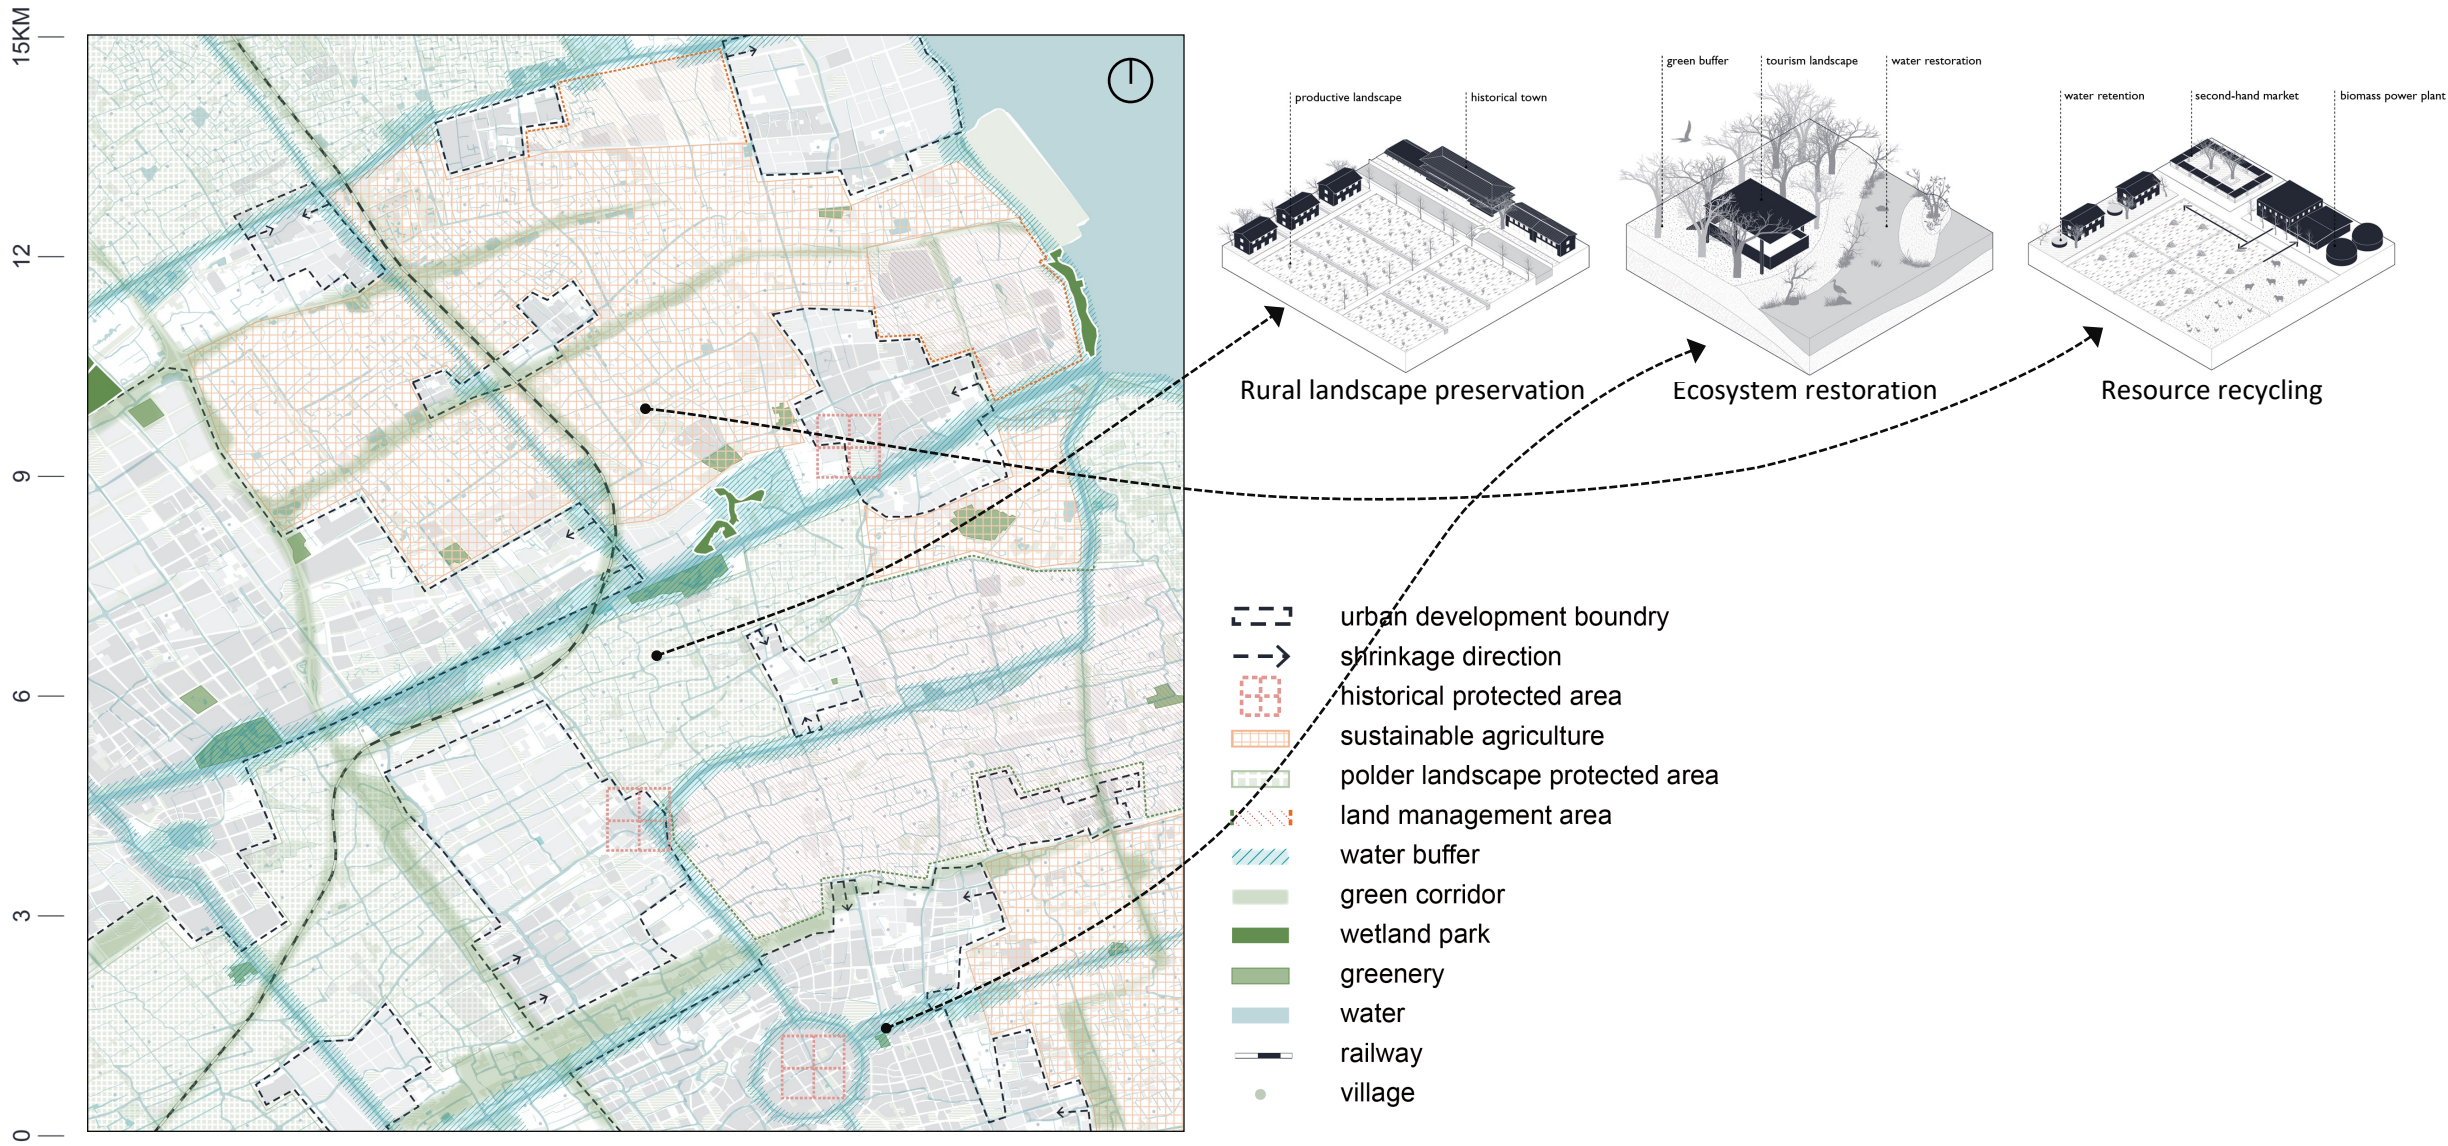 15KM
12
9
6
3
0
productive landscape
historical town
green buffer
tourism landscape
water restoration
water retention
second-hand market
biomass power plant
Rural landscape preservation
Ecosystem restoration
Resource recycling
urban development boundry
shrinkage direction
historical protected area
sustainable agriculture
polder landscape protected area
land management area
water buffer
green corridor
wetland park
greenery
water
railway
village